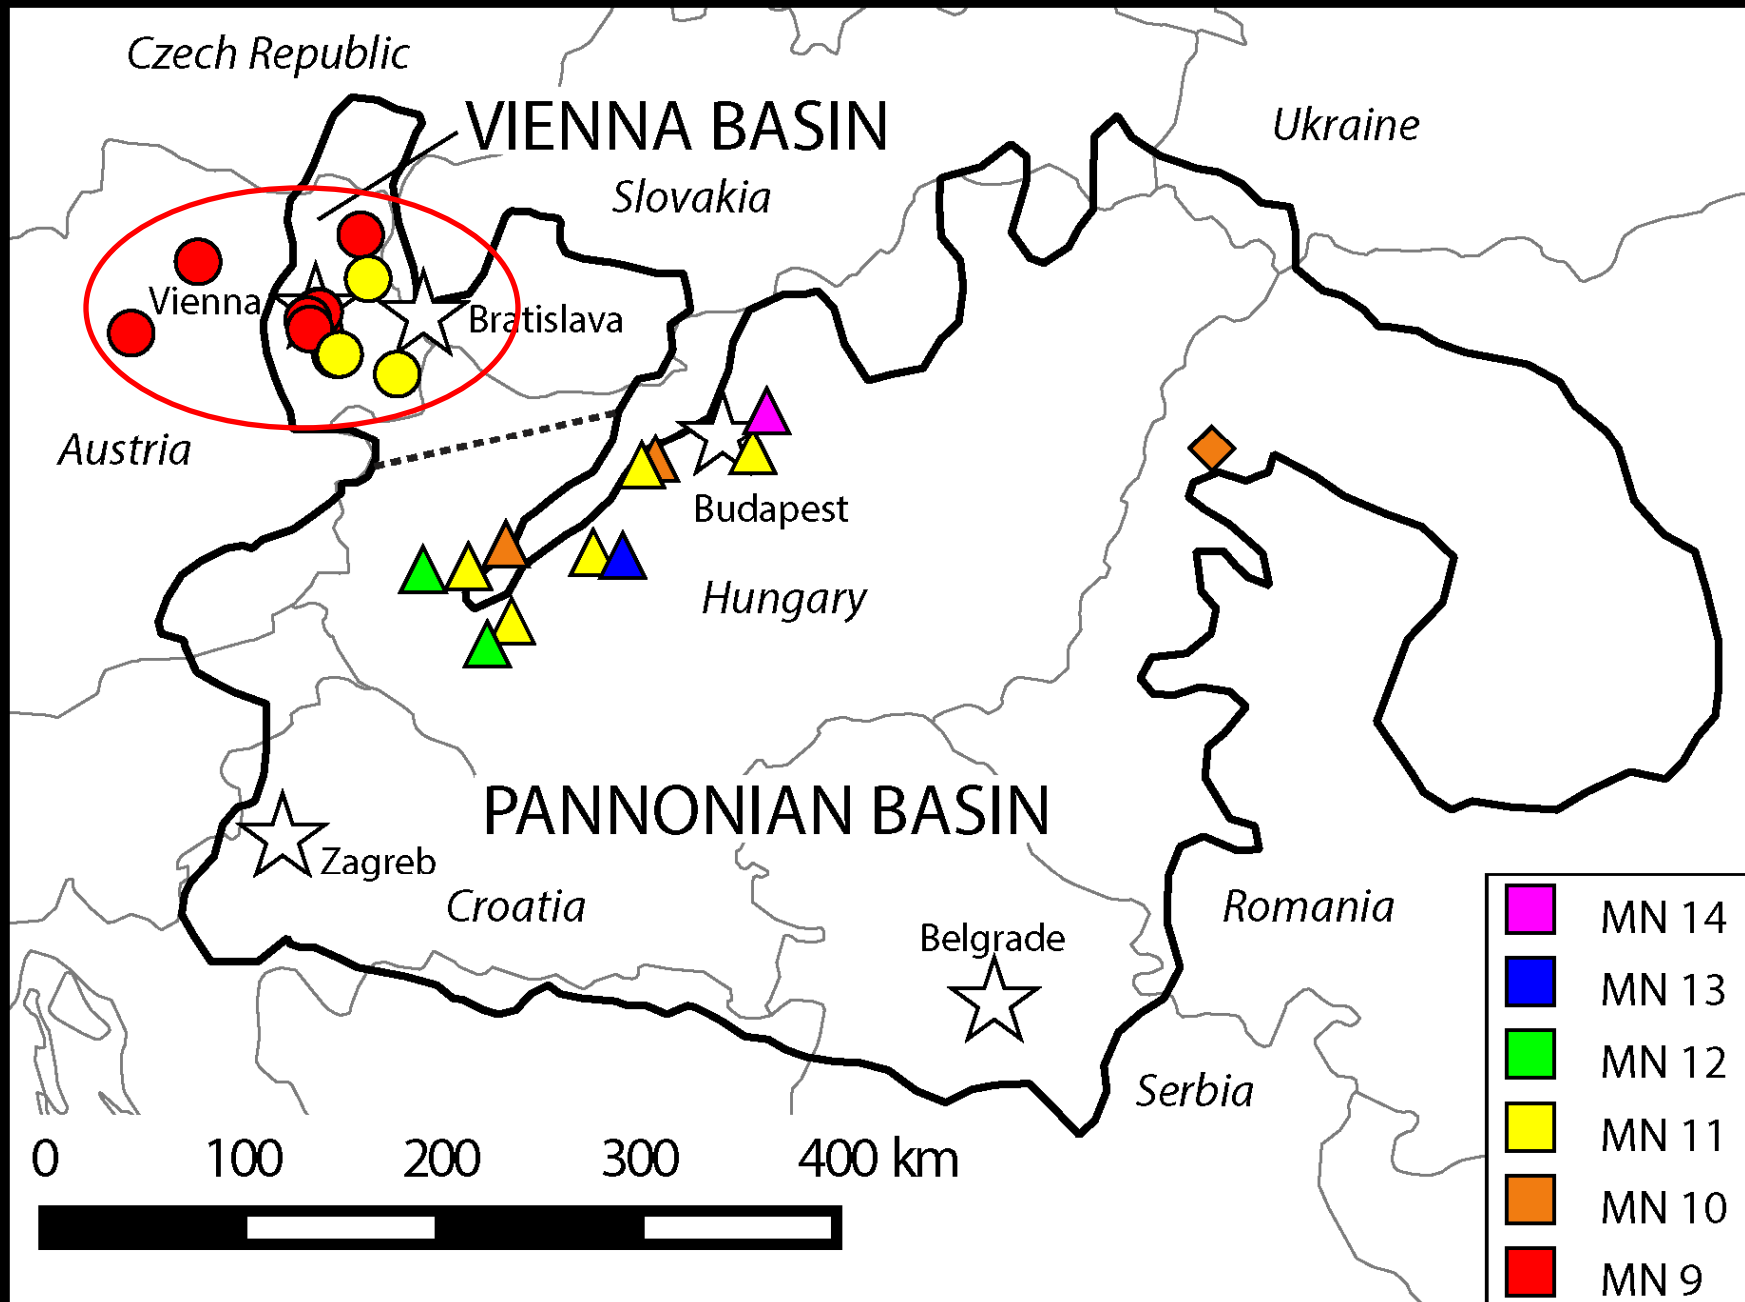 Czech Republic
VIENNA BASIN
Ukraine
Slovakia
Vienna
Bratislava
Austria
Budapest
Hungary
PANNONIAN BASIN
Zagreb
Croatia
Romania
Belgrade
Serbia
MN 14
MN 13
MN 12
MN 11
MN 10
MN 9
0 100 200 300 400 km